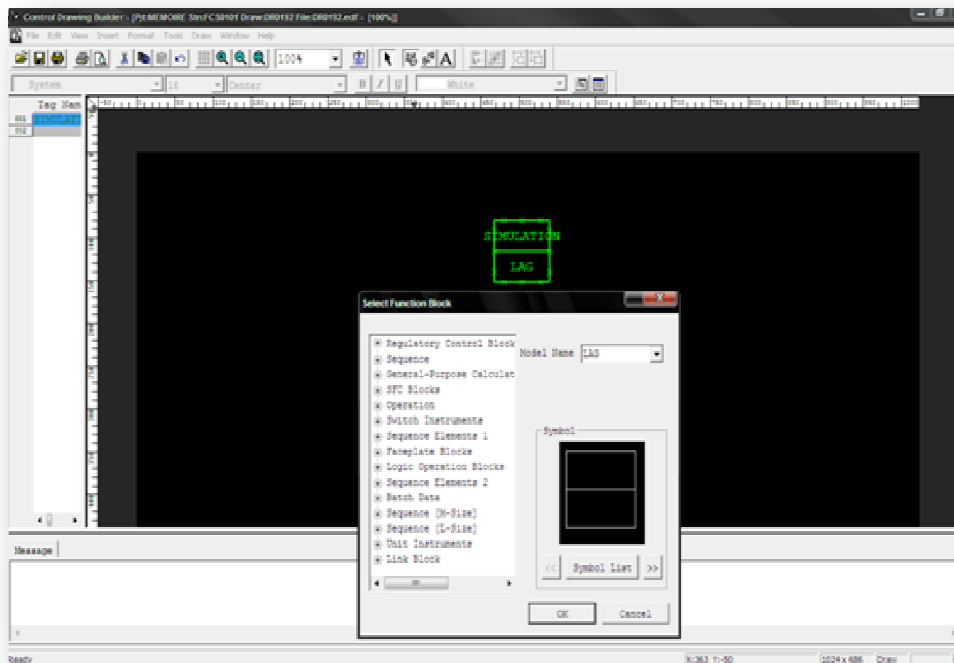 Control Drawing Builder - [Pjt:MEMOIRE Stn:FCS0101 Draw:DR0192 File:DR0192.edf - [100%]]
File Edit View Insert Format Tools Draw Window Help
100%
System 16 Center B I U White
Tag Nam
001 SIMULATI
002
SIMULATION
LAG
Select Function Block
Regulatory Control Block
Sequence
General-Purpose Calculat
SFC Blocks
Operation
Switch Instruments
Sequence Elements 1
Faceplate Blocks
Logic Operation Blocks
Sequence Elements 2
Batch Data
Sequence [M-Size]
Sequence [L-Size]
Unit Instruments
Link Block
Model Name LAG
Symbol
<< Symbol List >>
OK Cancel
Message
Ready X:363 Y:-50 1024 x 686 Draw